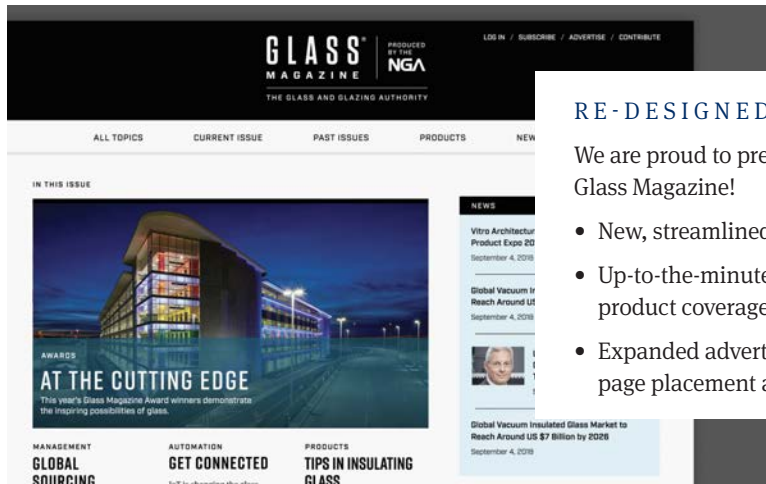 GLASS®
MAGAZINE
PRODUCED
BY THE
NGA
THE GLASS AND GLAZING AUTHORITY
LOG IN / SUBSCRIBE / ADVERTISE / CONTRIBUTE
ALL TOPICS
CURRENT ISSUE
PAST ISSUES
PRODUCTS
NEW
IN THIS ISSUE
AWARDS
AT THE CUTTING EDGE
This year's Glass Magazine Award winners demonstrate
the inspiring possibilities of glass.
MANAGEMENT
GLOBAL
SOURCING
AUTOMATION
GET CONNECTED
PRODUCTS
TIPS IN INSULATING
GLASS
NEWS
Vitro Architectur
Product Expo 20
September 4, 2018
Global Vacuum In
Reach Around US
September 4, 2018
Global Vacuum Insulated Glass Market to
Reach Around US $7 Billion by 2026
September 4, 2018
RE-DESIGNED
We are proud to pre
Glass Magazine!
• New, streamlined
• Up-to-the-minute
product coverage
• Expanded advert
page placement a